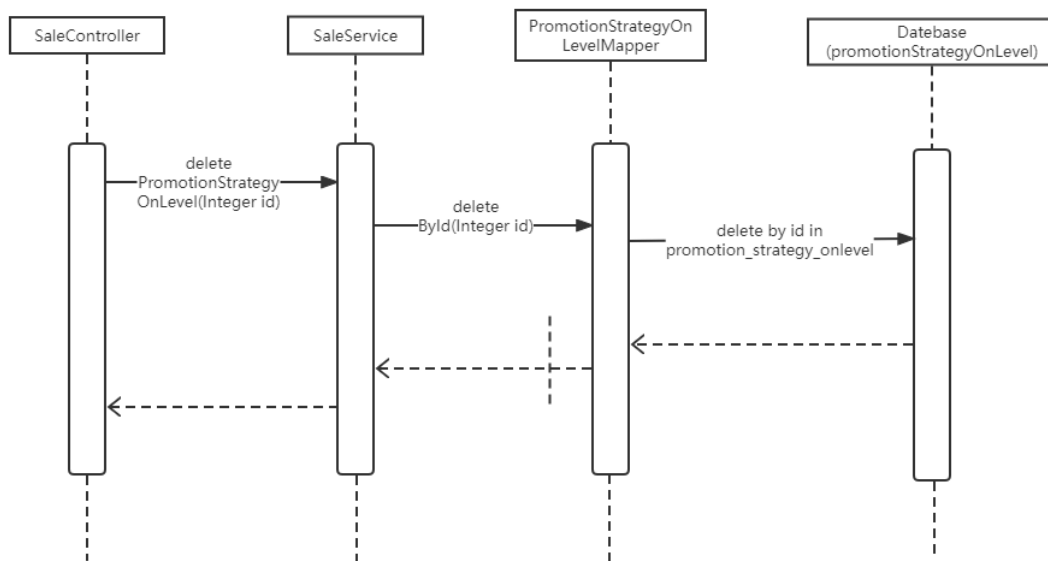 SaleController
SaleService
PromotionStrategyOn
LevelMapper
Datebase
(promotionStrategyOnLevel)
delete
PromotionStrategy
OnLevel(Integer id)
delete
ById(Integer id)
delete by id in
promotion_strategy_onlevel